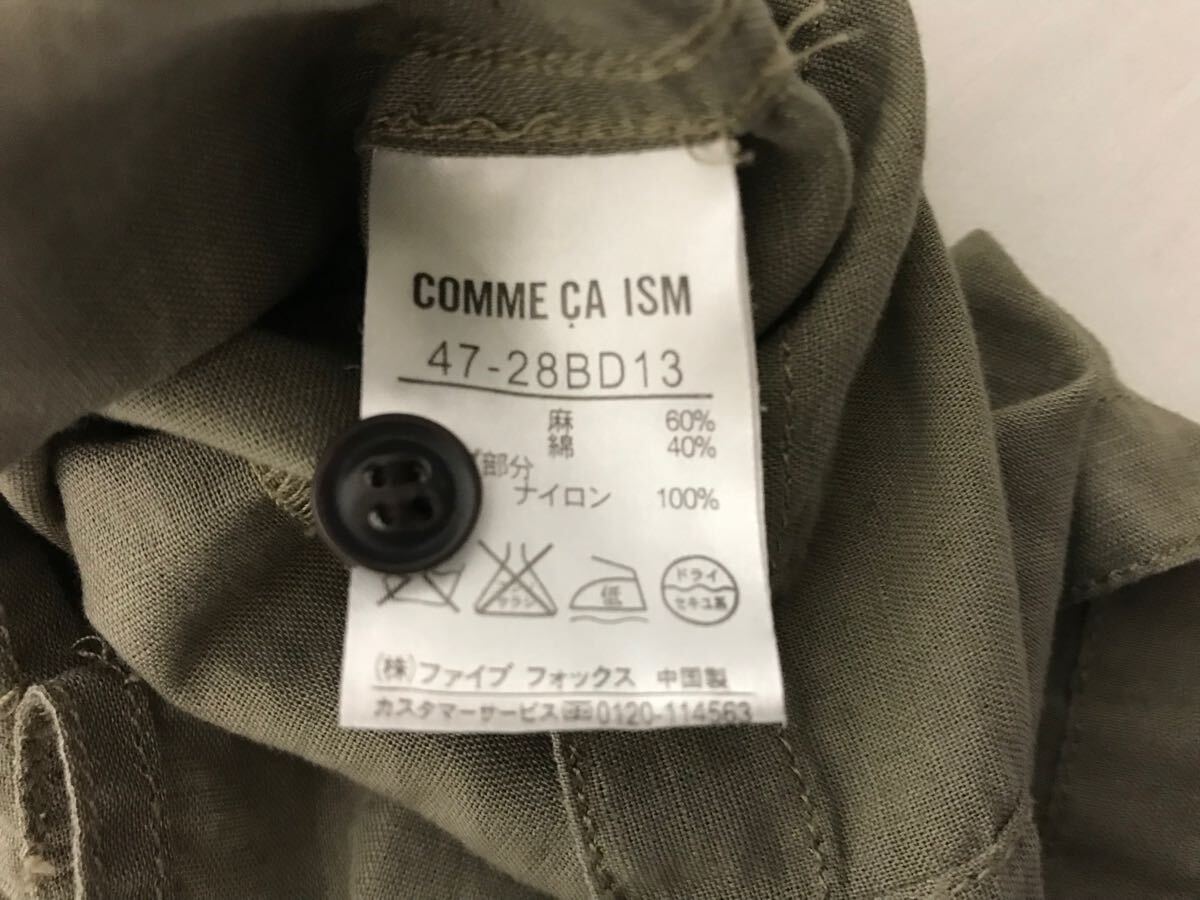 COMME ÇA ISM
47-28BD13
麻 60%
綿 40%
部分
ナイロン 100%
低
ドライ
セキユ系
(株)ファイブ フォックス 中国製
カスタマーサービス 0120-114563